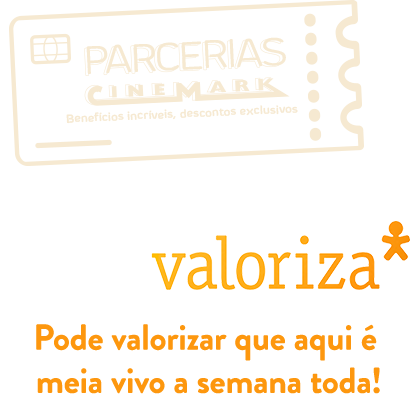 PARCERIAS
CINEMARK
Benefícios incríveis, descontos exclusivos
valoriza
Pode valorizar que aqui é
meia vivo a semana toda!